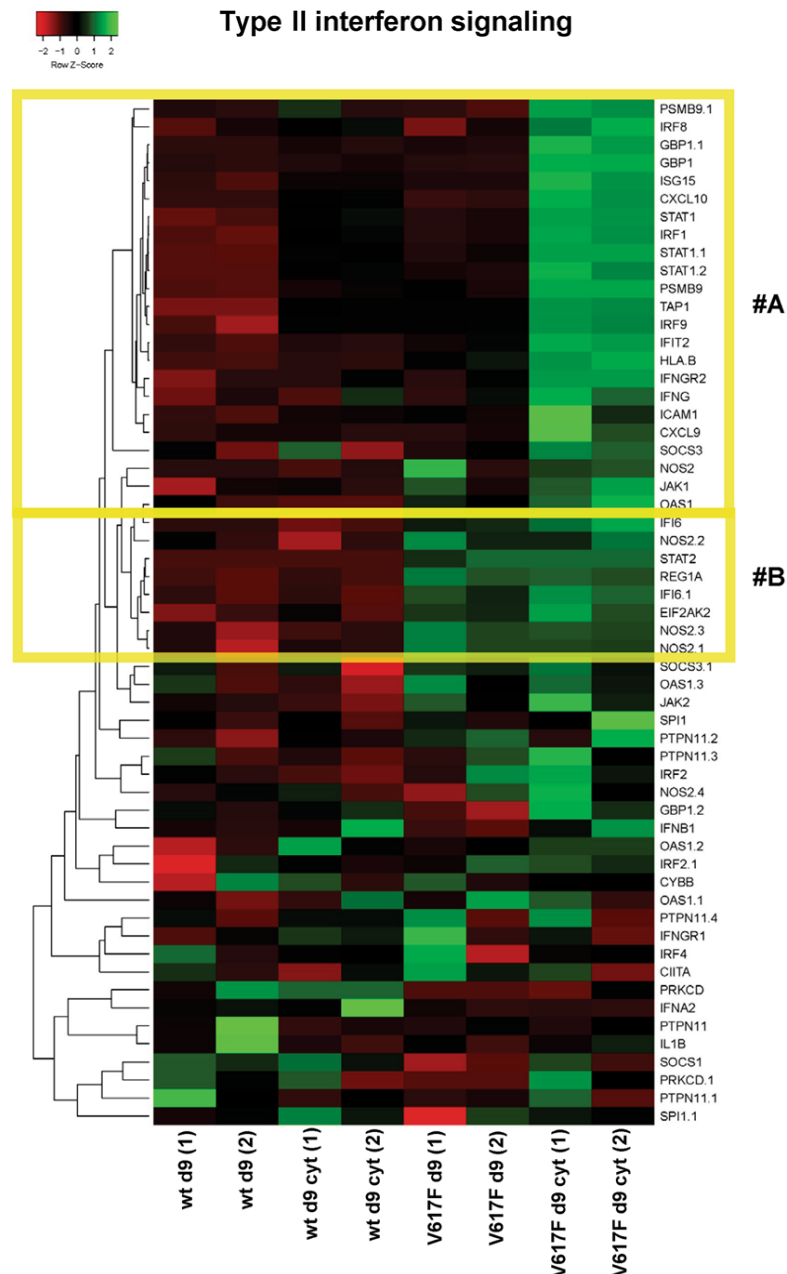 Type II interferon signaling
−2 −1 0 1 2
Row Z-Score
PSMB9.1
IRF8
GBP1.1
GBP1
ISG15
CXCL10
STAT1
IRF1
STAT1.1
STAT1.2
PSMB9
#A
TAP1
IRF9
IFIT2
HLA.B
IFNGR2
IFNG
ICAM1
CXCL9
SOCS3
NOS2
JAK1
OAS1
IFI6
NOS2.2
STAT2
#B
REG1A
IFI6.1
EIF2AK2
NOS2.3
NOS2.1
SOCS3.1
OAS1.3
JAK2
SPI1
PTPN11.2
PTPN11.3
IRF2
NOS2.4
GBP1.2
IFNB1
OAS1.2
IRF2.1
CYBB
OAS1.1
PTPN11.4
IFNGR1
IRF4
CIITA
PRKCD
IFNA2
PTPN11
IL1B
SOCS1
PRKCD.1
PTPN11.1
SPI1.1
wt d9 (1)
wt d9 (2)
wt d9 cyt (1)
wt d9 cyt (2)
V617F d9 (1)
V617F d9 (2)
V617F d9 cyt (1)
V617F d9 cyt (2)